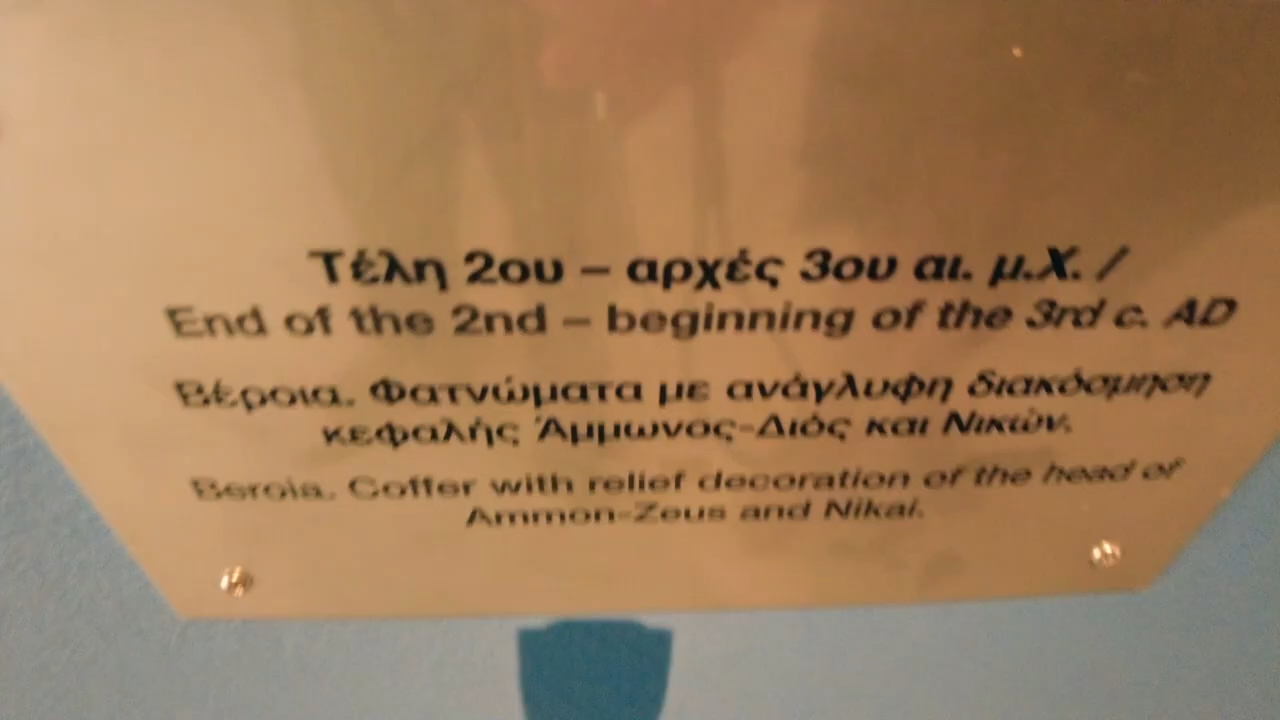 Τέλη 2ου – αρχές 3ου αι. μ.Χ. /
End of the 2nd – beginning of the 3rd c. AD
Βέροια. Φατνώματα με ανάγλυφη διακόσμηση
κεφαλής Άμμωνος-Διός και Νικών.
Beroia. Coffer with relief decoration of the head of
Ammon-Zeus and Nikai.